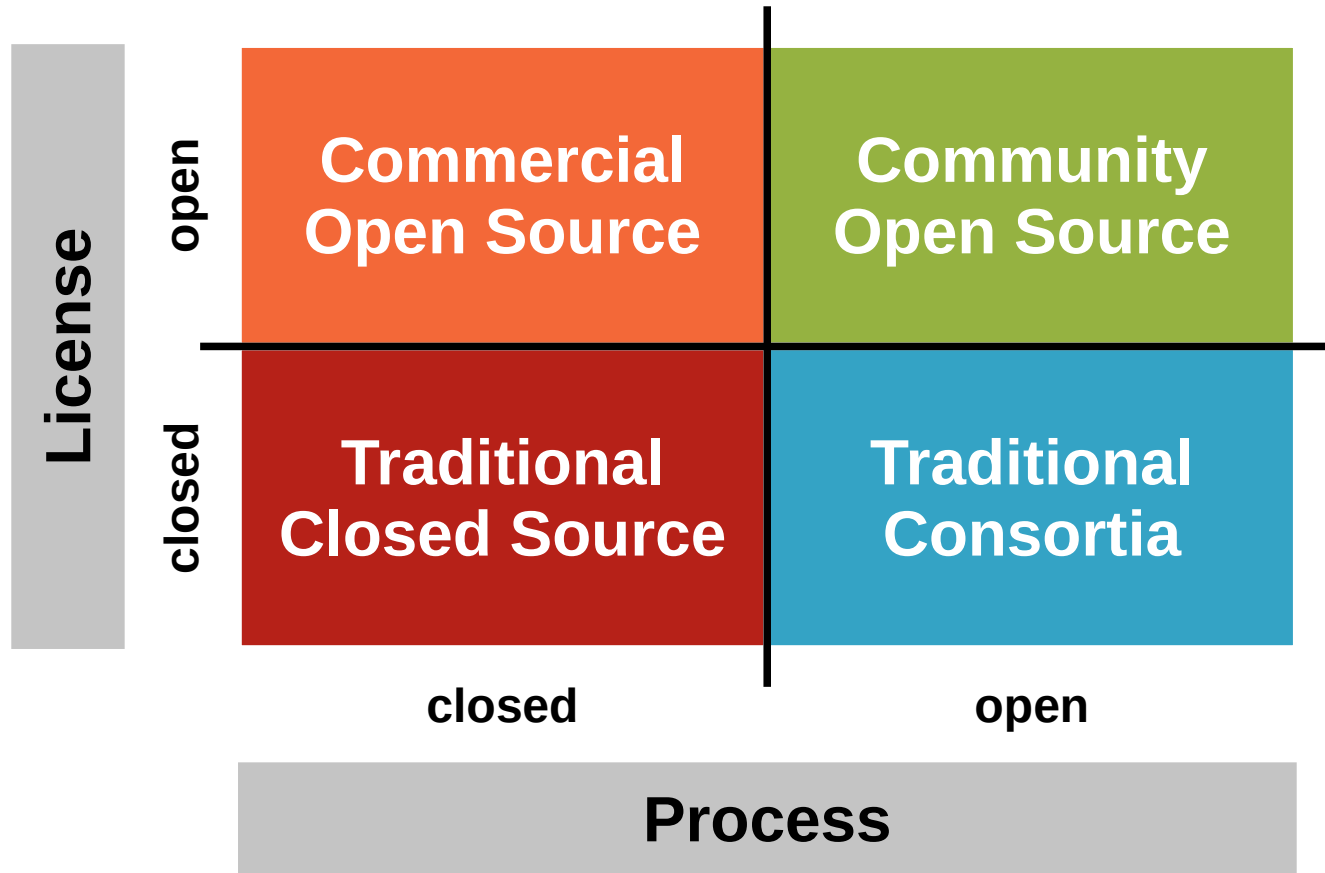 License
open
Commercial
Open Source
Community
Open Source
closed
Traditional
Closed Source
Traditional
Consortia
closed
open
Process